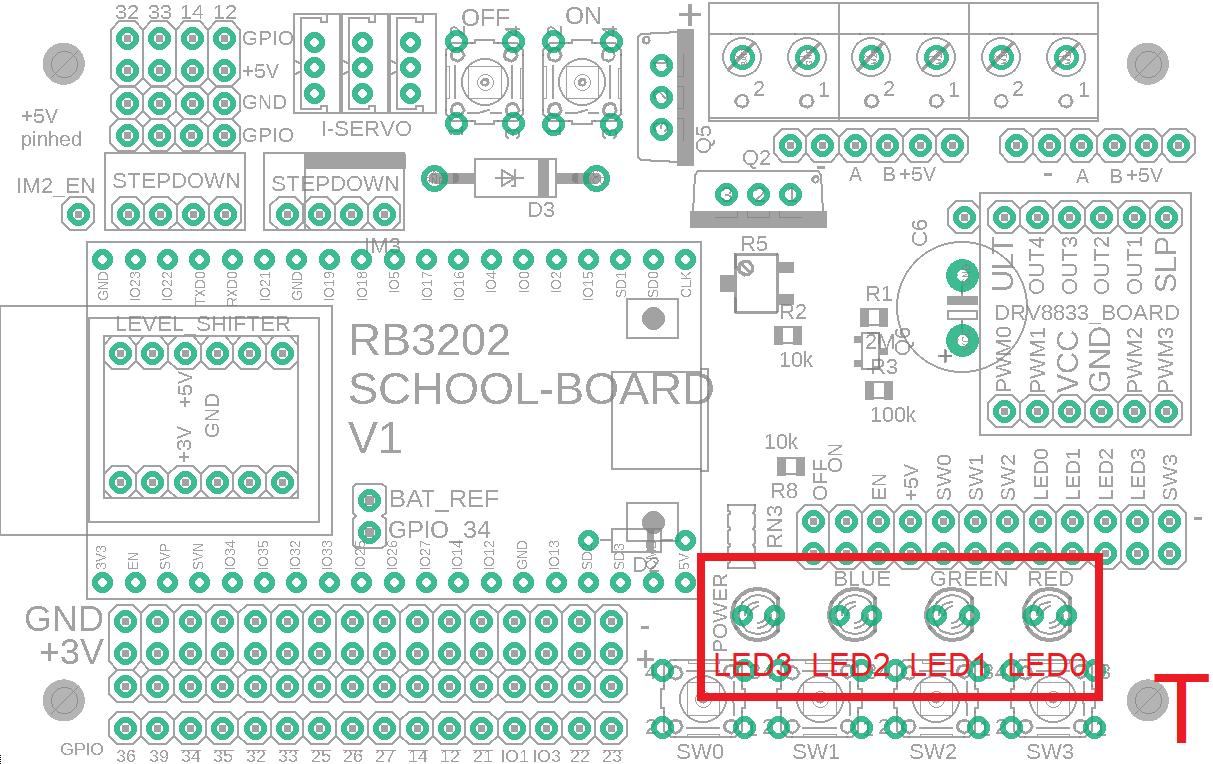 32 33 14 12
GPIO
+5V
GND
GPIO
+5V
pinhed
I-SERVO
OFF
ON
+
2 1 2 1 2 1
Q5
Q2
-
A B +5V
- A B +5V
IM2_EN
STEPDOWN
STEPDOWN
IM3
D3
R5
C6
ULT OUT4 OUT3 OUT2 OUT1 SLP
DRV8833_BOARD
PWM0 PWM1 VCC GND PWM2 PWM3
+
R1
R2
10k
2M
Q6
R3
100k
GND IO23 IO22 TXD0 RXD0 IO21 GND IO19 IO18 IO5 IO17 IO16 IO4 IO0 IO2 IO15 SD1 SD0 CLK
LEVEL_SHIFTER
+5V
GND
+3V
RB3202
SCHOOL-BOARD
V1
BAT_REF
GPIO_34
10k
R8
RN3
OFF ON EN +5V SW0 SW1 SW2 LED0 LED1 LED2 LED3 SW3
-
3V3 EN SVP SVN IO34 IO35 IO32 IO33 IO25 IO26 IO27 IO14 IO12 GND IO13 SD3 5V
POWER
BLUE GREEN RED
LED3 LED2 LED1 LED0
GND
+3V
-
+
SW0 SW1 SW2 SW3
T
GPIO
36 39 34 35 32 33 25 26 27 14 12 21 IO1 IO3 22 23